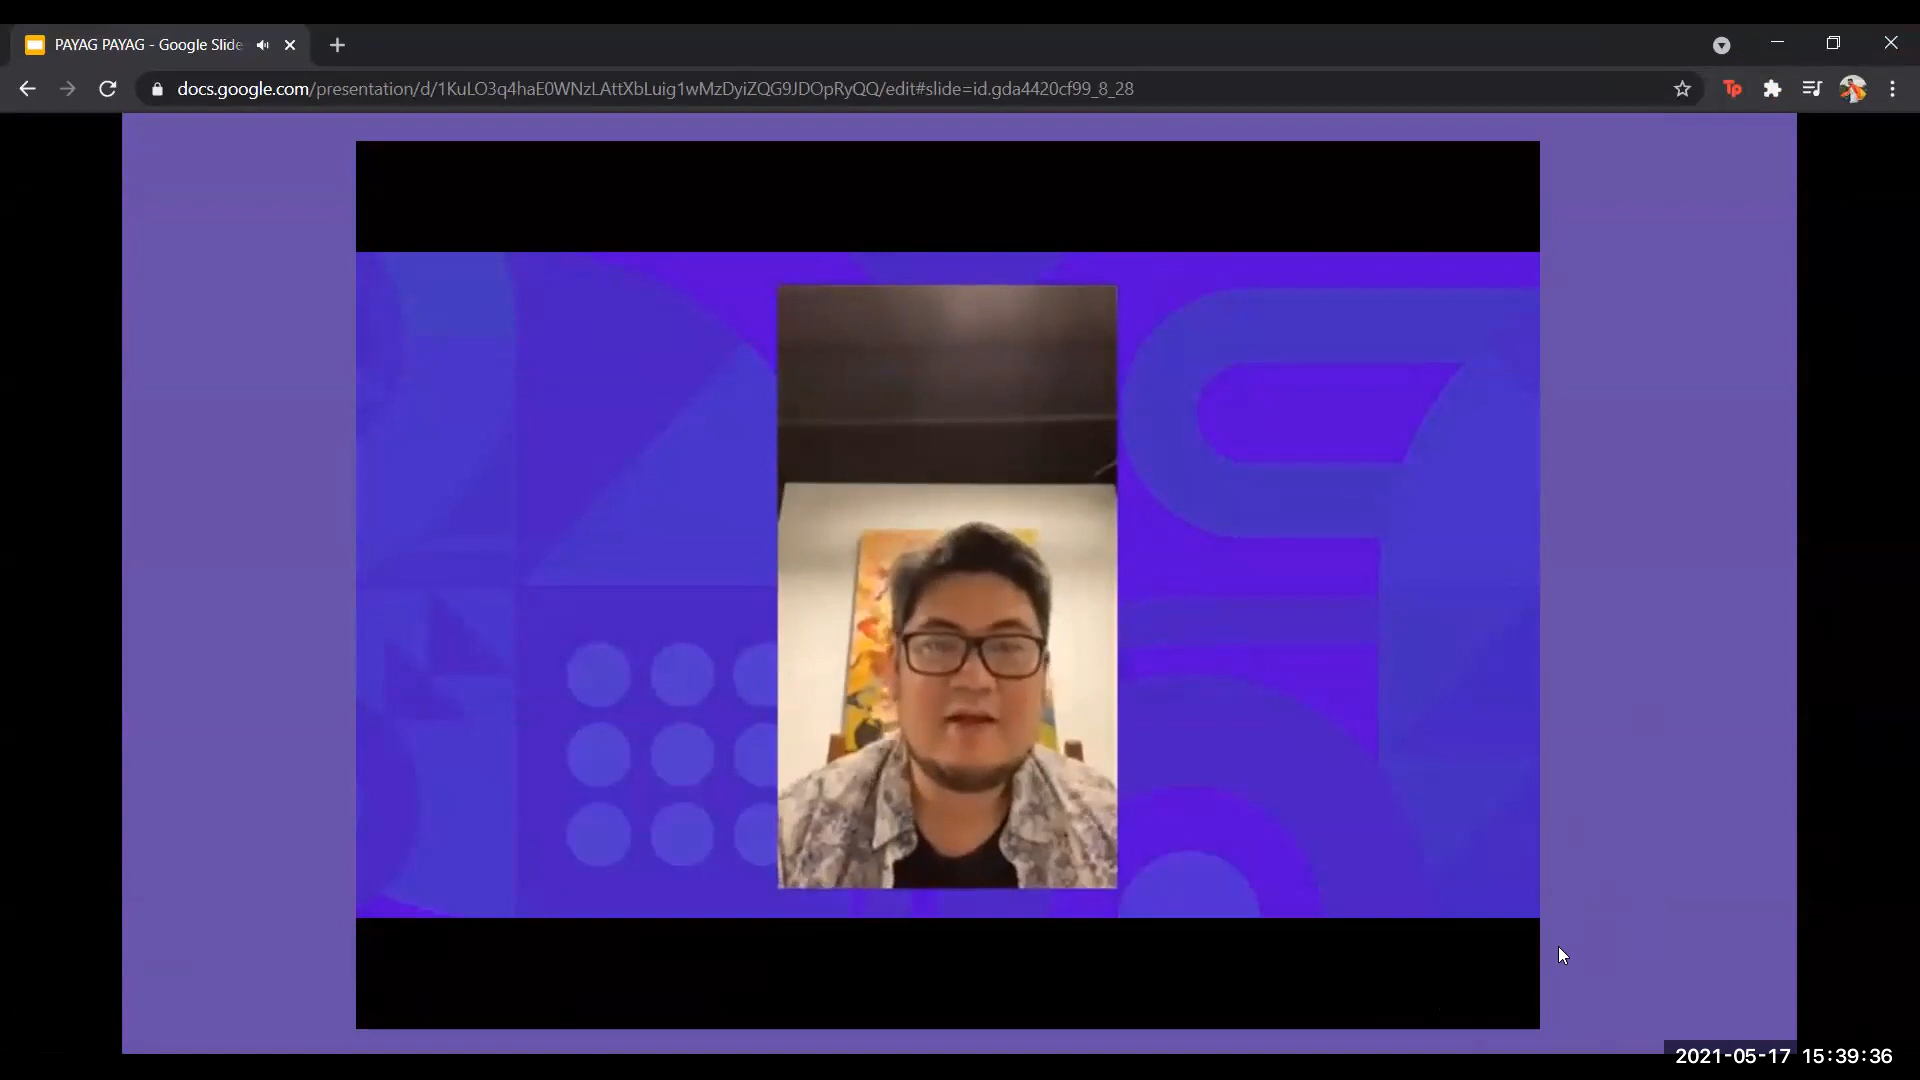 PAYAG PAYAG - Google Slide
docs.google.com/presentation/d/1KuLO3q4haE0WNzLAttXbLuig1wMzDyiZQG9JDOpRyQQ/edit#slide=id.gda4420cf99_8_28
Tp
2021-05-17 15:39:36